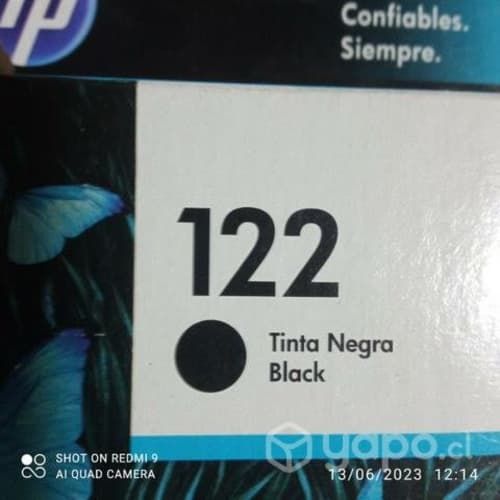 hp
Confiables.
Siempre.
122
Tinta Negra
Black
yapo.cl
SHOT ON REDMI 9
AI QUAD CAMERA
13/06/2023 12:14